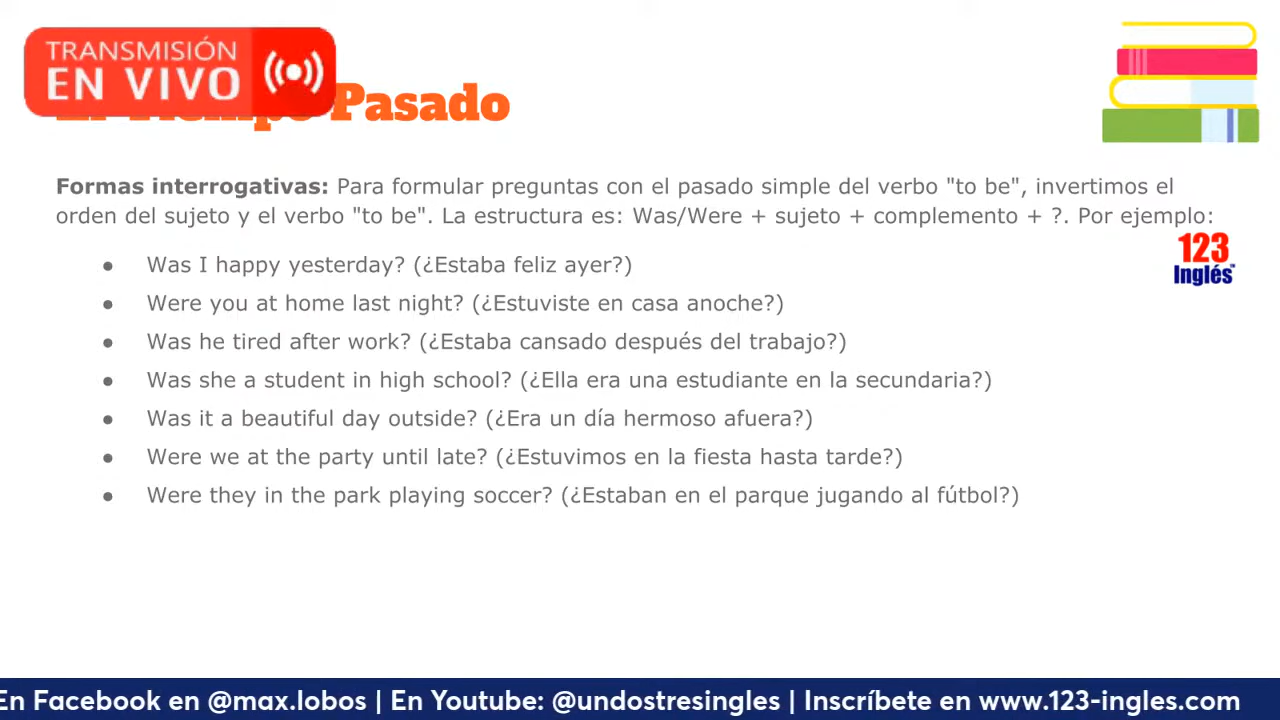 TRANSMISIÓN
EN VIVO
Pasado
Formas interrogativas: Para formular preguntas con el pasado simple del verbo "to be", invertimos el
orden del sujeto y el verbo "to be". La estructura es: Was/Were + sujeto + complemento + ?. Por ejemplo:
123
Inglés
● Was I happy yesterday? (¿Estaba feliz ayer?)
● Were you at home last night? (¿Estuviste en casa anoche?)
● Was he tired after work? (¿Estaba cansado después del trabajo?)
● Was she a student in high school? (¿Ella era una estudiante en la secundaria?)
● Was it a beautiful day outside? (¿Era un día hermoso afuera?)
● Were we at the party until late? (¿Estuvimos en la fiesta hasta tarde?)
● Were they in the park playing soccer? (¿Estaban en el parque jugando al fútbol?)
En Facebook en @max.lobos | En Youtube: @undostresingles | Inscríbete en www.123-ingles.com